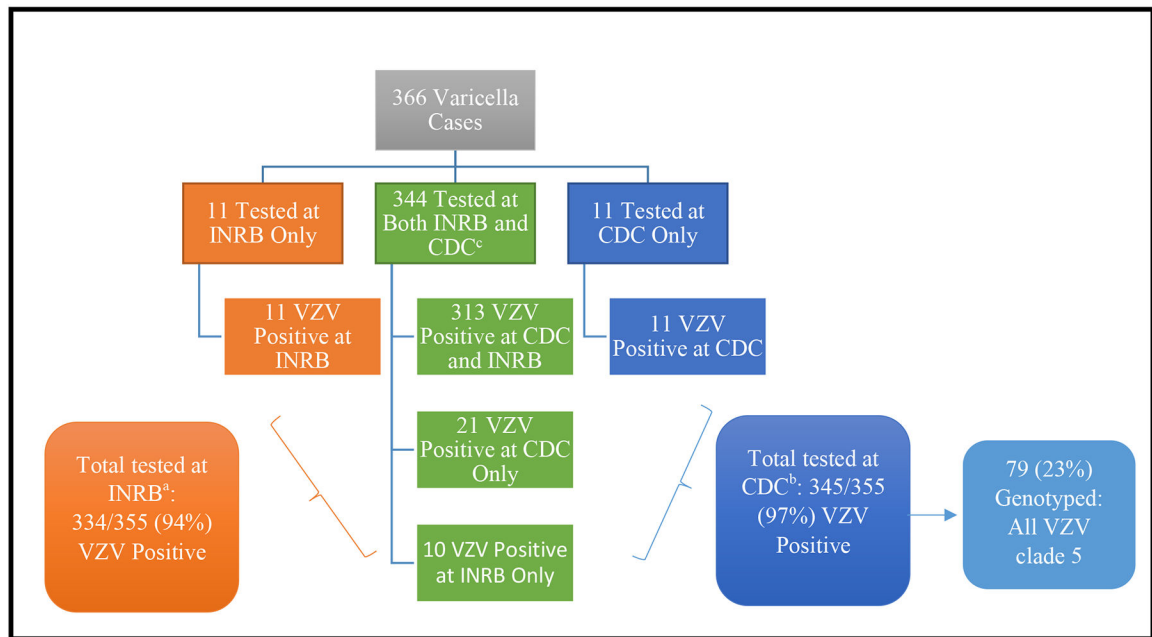 366 Varicella
Cases
11 Tested at
INRB Only
344 Tested at
Both INRB and
CDCᶜ
11 Tested at
CDC Only
11 VZV
Positive at
INRB
313 VZV
Positive at CDC
and INRB
11 VZV
Positive at CDC
21 VZV
Positive at CDC
Only
10 VZV Positive
at INRB Only
Total tested at
INRBᵃ:
334/355 (94%)
VZV Positive
Total tested at
CDCᵇ: 345/355
(97%) VZV
Positive
79 (23%)
Genotyped:
All VZV
clade 5